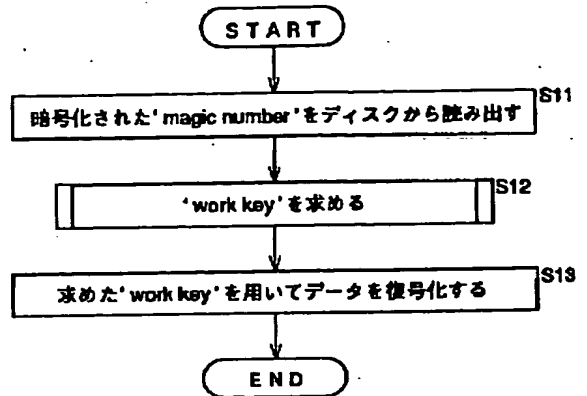 START
S11
暗号化された‘magic number’をディスクから読み出す
S12
‘work key’を求める
S13
求めた‘work key’を用いてデータを復号化する
END